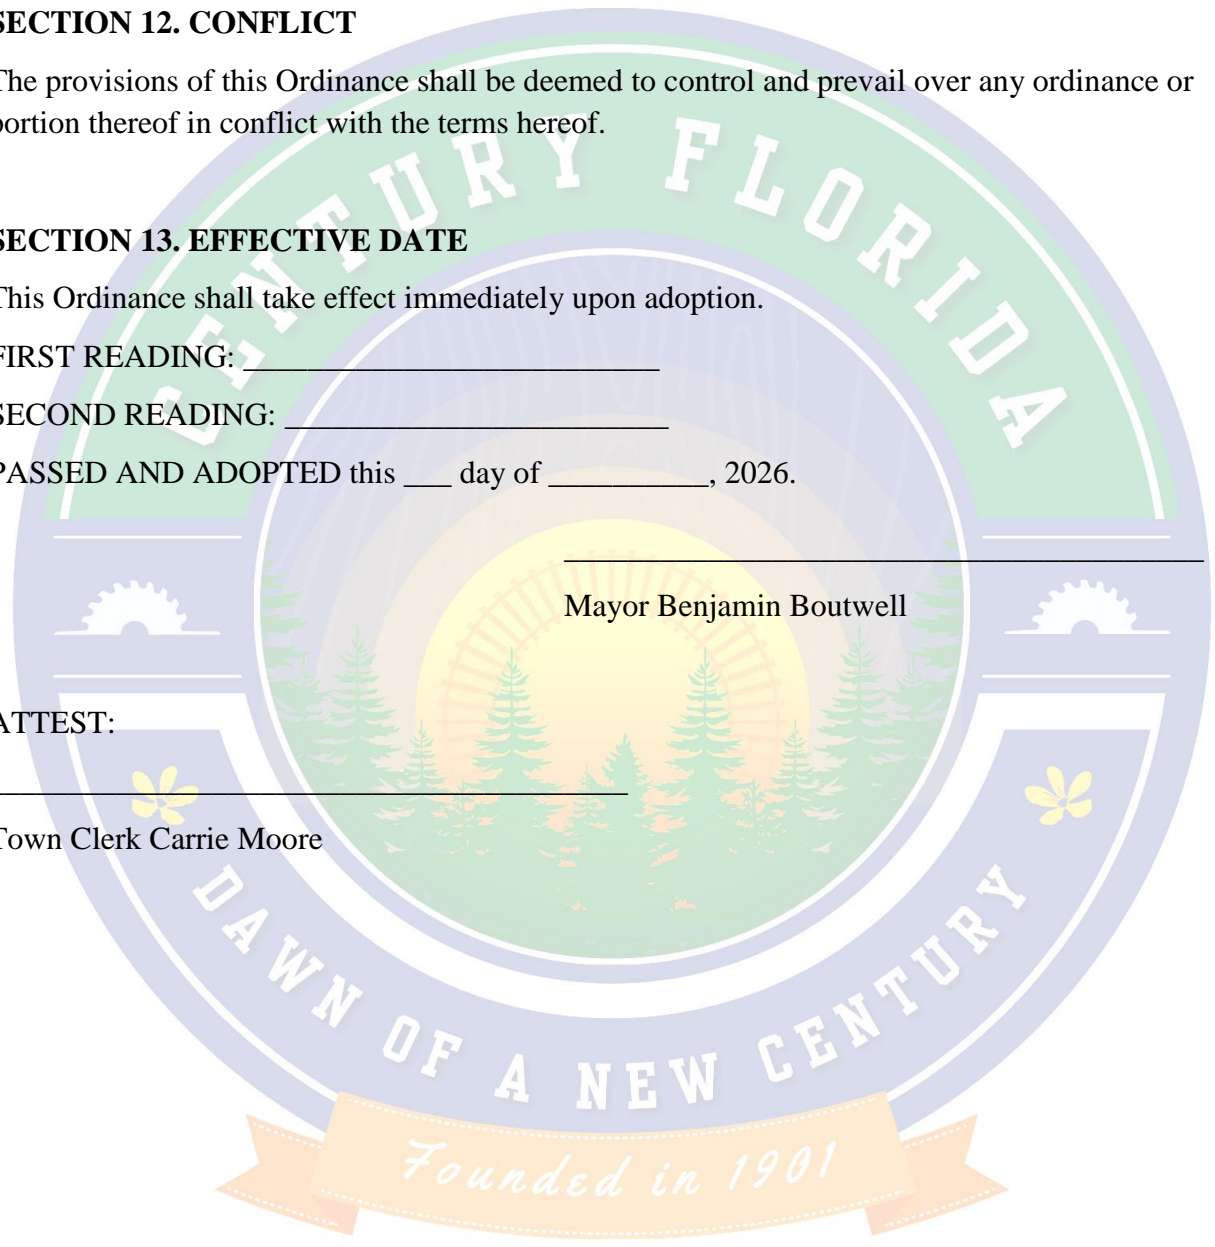 SECTION 12. CONFLICT
The provisions of this Ordinance shall be deemed to control and prevail over any ordinance or
portion thereof in conflict with the terms hereof.
SECTION 13. EFFECTIVE DATE
This Ordinance shall take effect immediately upon adoption.
FIRST READING: __________________________
SECOND READING: ________________________
PASSED AND ADOPTED this ___ day of __________, 2026.
________________________________________
Mayor Benjamin Boutwell
ATTEST:
________________________________________
Town Clerk Carrie Moore
CENTURY FLORIDA
DAWN OF A NEW CENTURY
Founded in 1901